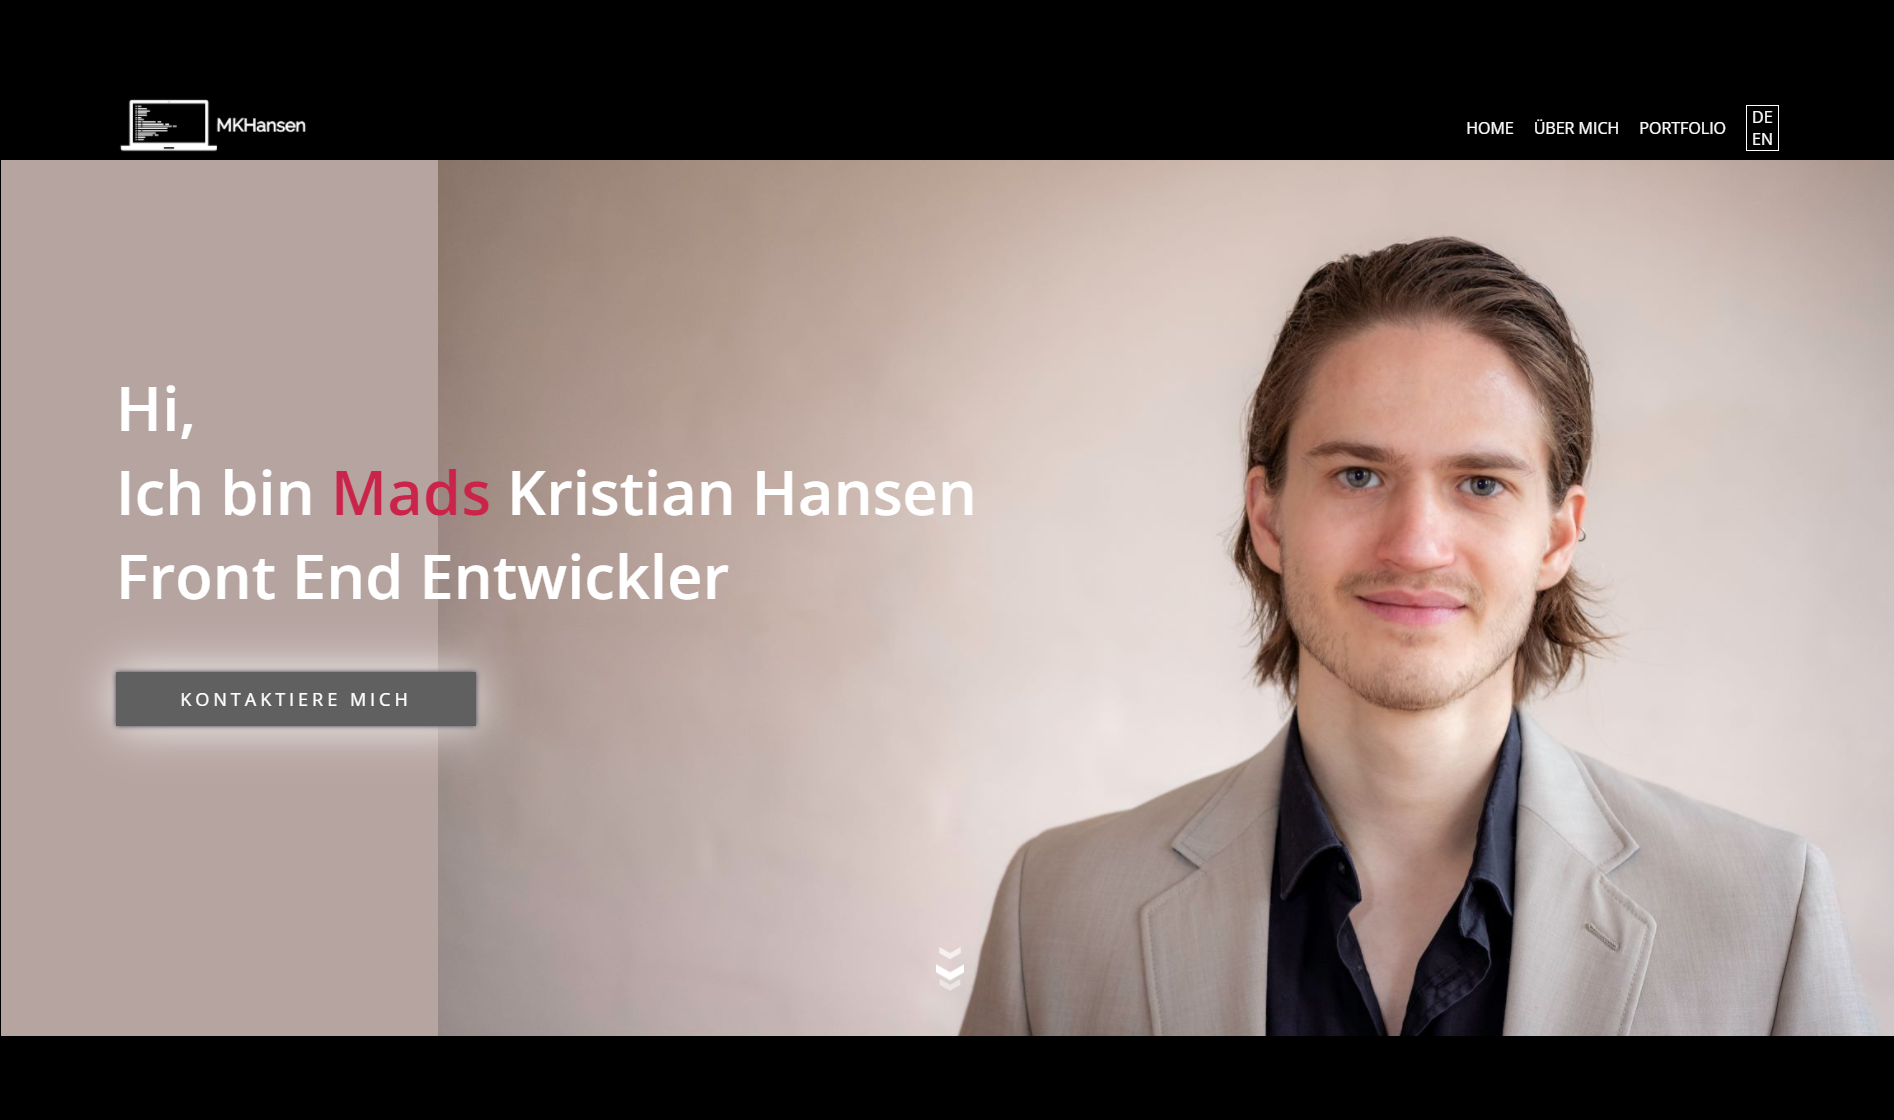 MKHansen
HOME ÜBER MICH PORTFOLIO DE
EN
Hi,
Ich bin Mads Kristian Hansen
Front End Entwickler
KONTAKTIERE MICH